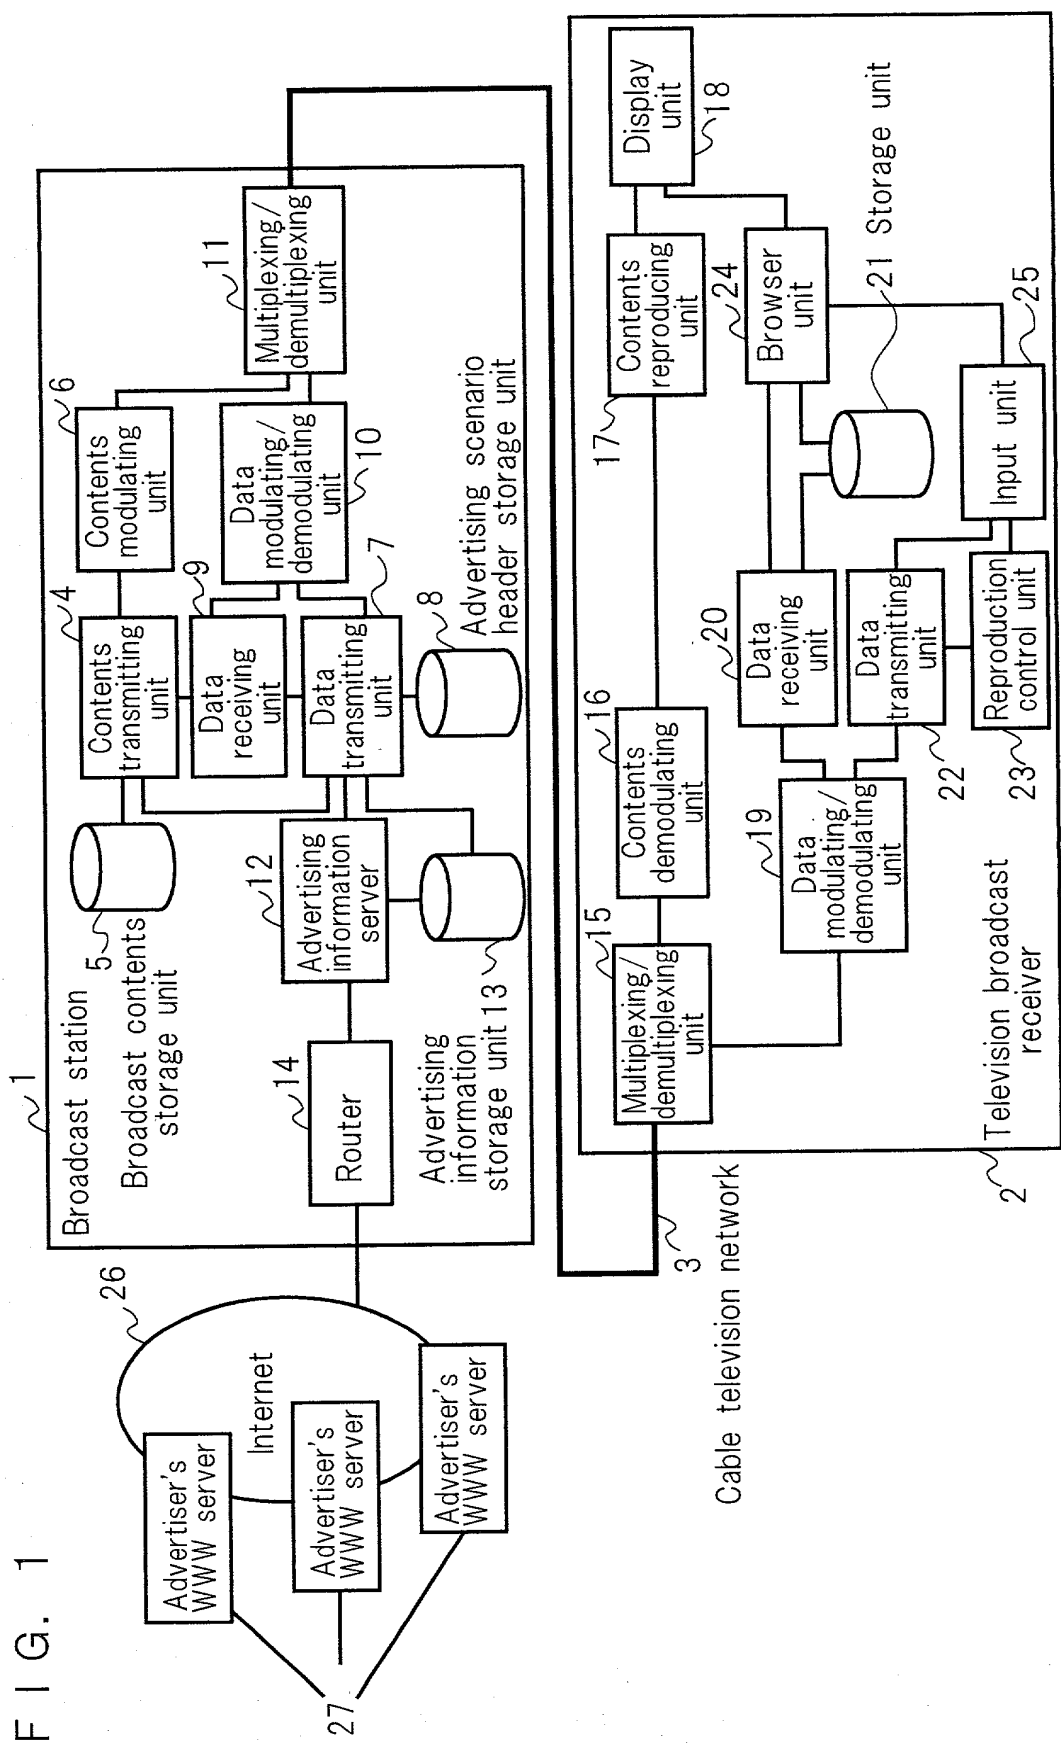 FIG. 1
1
Broadcast station
5
Broadcast contents
storage unit
4
Contents
transmitting
unit
6
Contents
modulating
unit
11
Multiplexing/
demultiplexing
unit
9
Data
receiving
unit
Data
modulating/
demodulating
unit
10
Data
transmitting
unit
7
8
Advertising scenario
header storage unit
12
Advertising
information
server
14
Router
Advertising
information
storage unit 13
26
Internet
Advertiser's
WWW server
Advertiser's
WWW server
Advertiser's
WWW server
27
3
Cable television network
15
Multiplexing/
demultiplexing
unit
16
Contents
demodulating
unit
17
Contents
reproducing
unit
Display
unit
18
19
Data
modulating/
demodulating
unit
20
Data
receiving
unit
24
Browser
unit
21 Storage unit
Data
transmitting
unit
22
Reproduction
control unit
23
Input unit
25
Television broadcast
receiver
2